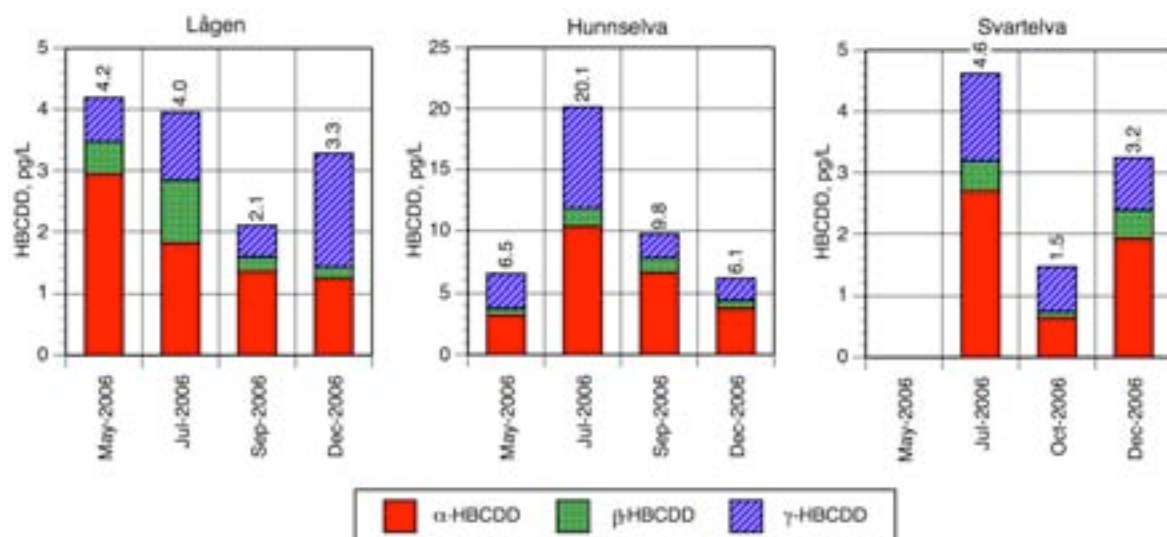 Lågen
HBCDD, pg/L
5
4
3
2
1
0
4.2
4.0
2.1
3.3
May-2006
Jul-2006
Sep-2006
Dec-2006
Hunnselva
HBCDD, pg/L
25
20
15
10
5
0
6.5
20.1
9.8
6.1
May-2006
Jul-2006
Sep-2006
Dec-2006
Svartelva
HBCDD, pg/L
5
4
3
2
1
0
4.6
1.5
3.2
May-2006
Jul-2006
Oct-2006
Dec-2006
α-HBCDD β-HBCDD γ-HBCDD